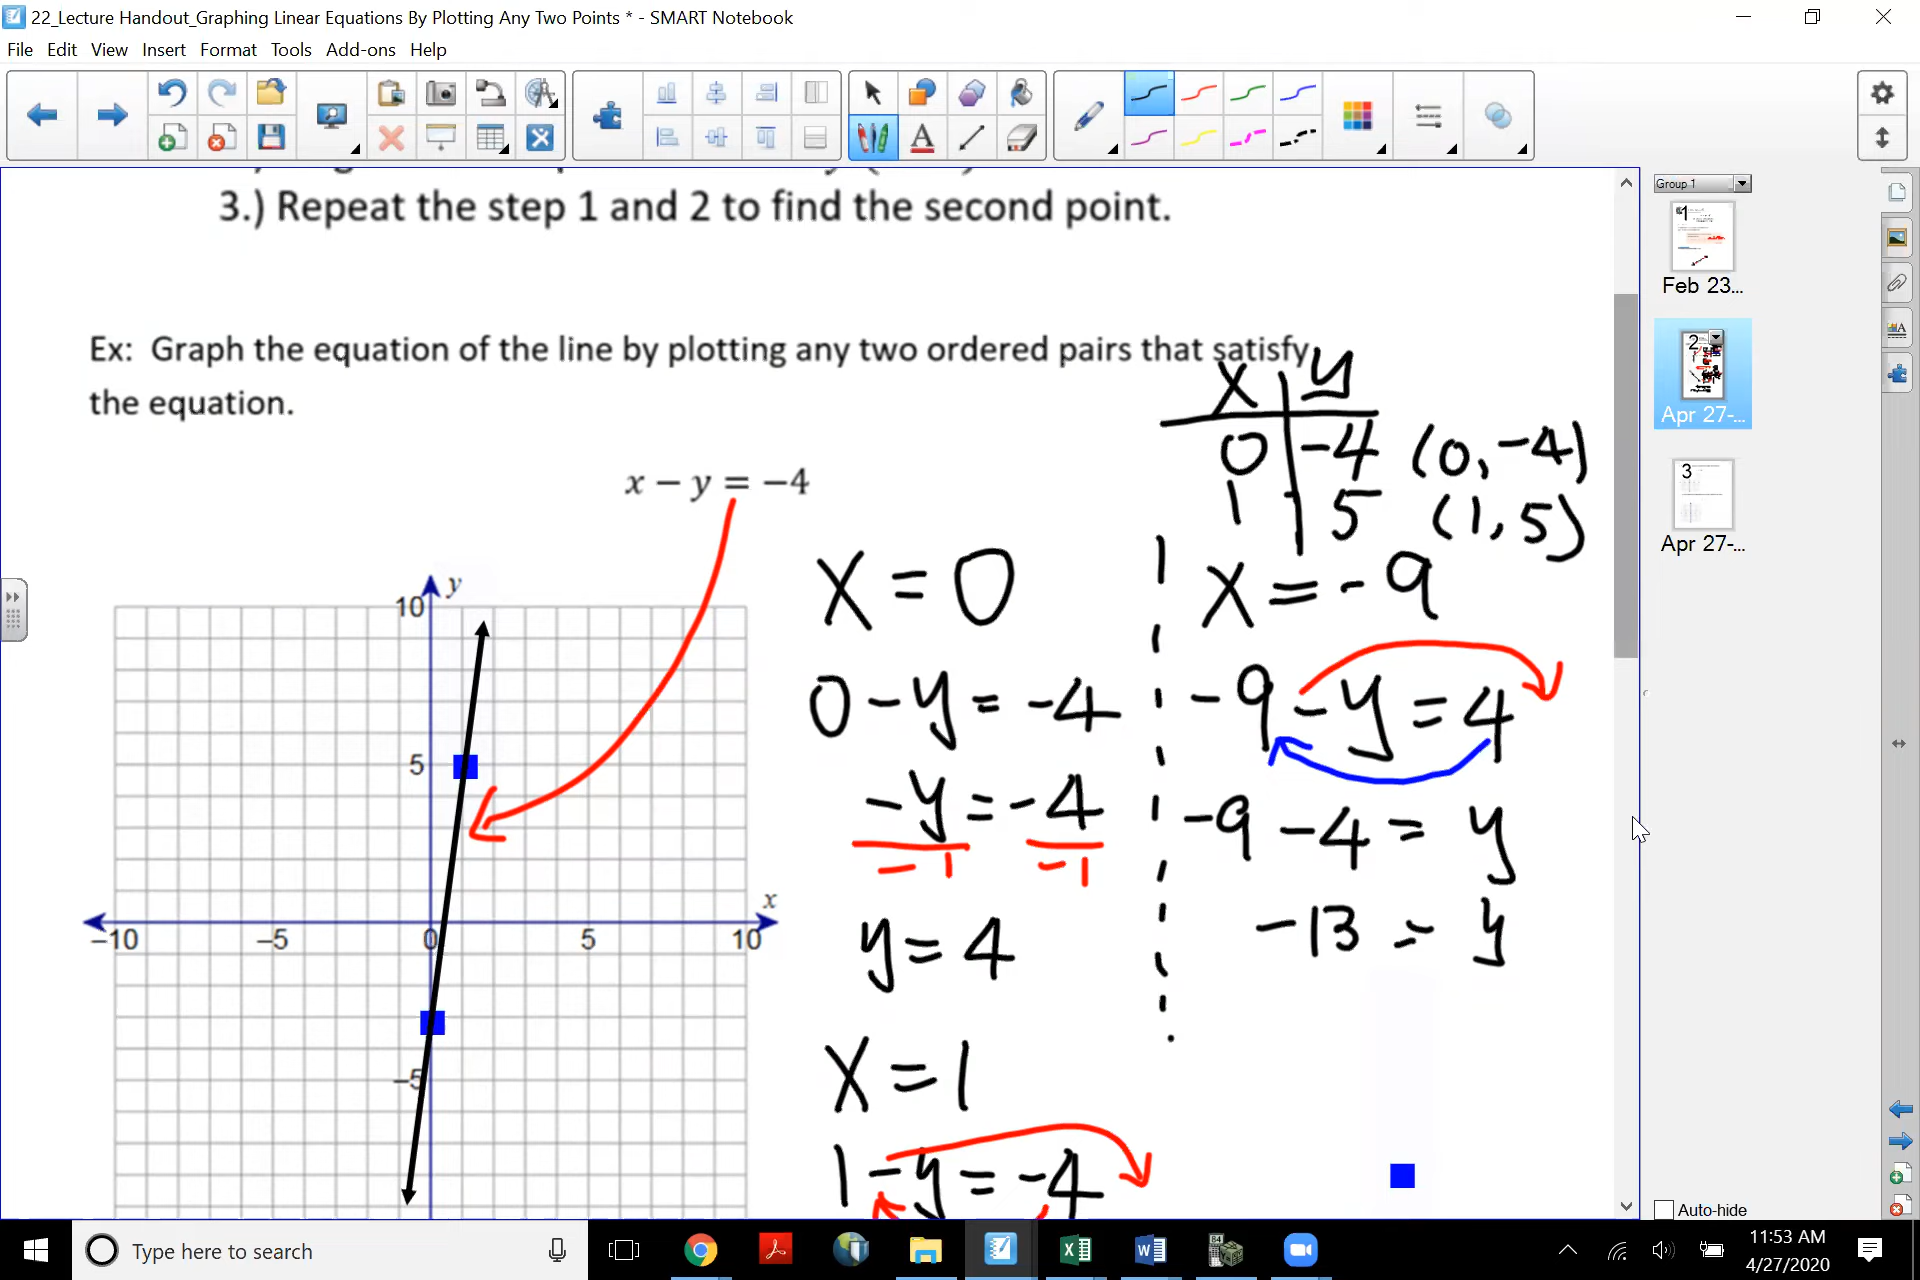 22_Lecture Handout_Graphing Linear Equations By Plotting Any Two Points * - SMART Notebook
File Edit View Insert Format Tools Add-ons Help
3.) Repeat the step 1 and 2 to find the second point.
Ex: Graph the equation of the line by plotting any two ordered pairs that satisfy
the equation.
x − y = −4
x | y
0 | -4 (0, -4)
1 | 5 (1, 5)
10 y
5
x
−10 −5 0 5 10
−5
x = 0
0 - y = -4
-y = -4
-1 -1
y = 4
x = 1
1 - y = -4
x = -9
-9 - y = 4
-9 - 4 = y
-13 = y
Group 1
1
Feb 23...
2
Apr 27-...
3
Apr 27-...
Auto-hide
Type here to search
84
11:53 AM
4/27/2020